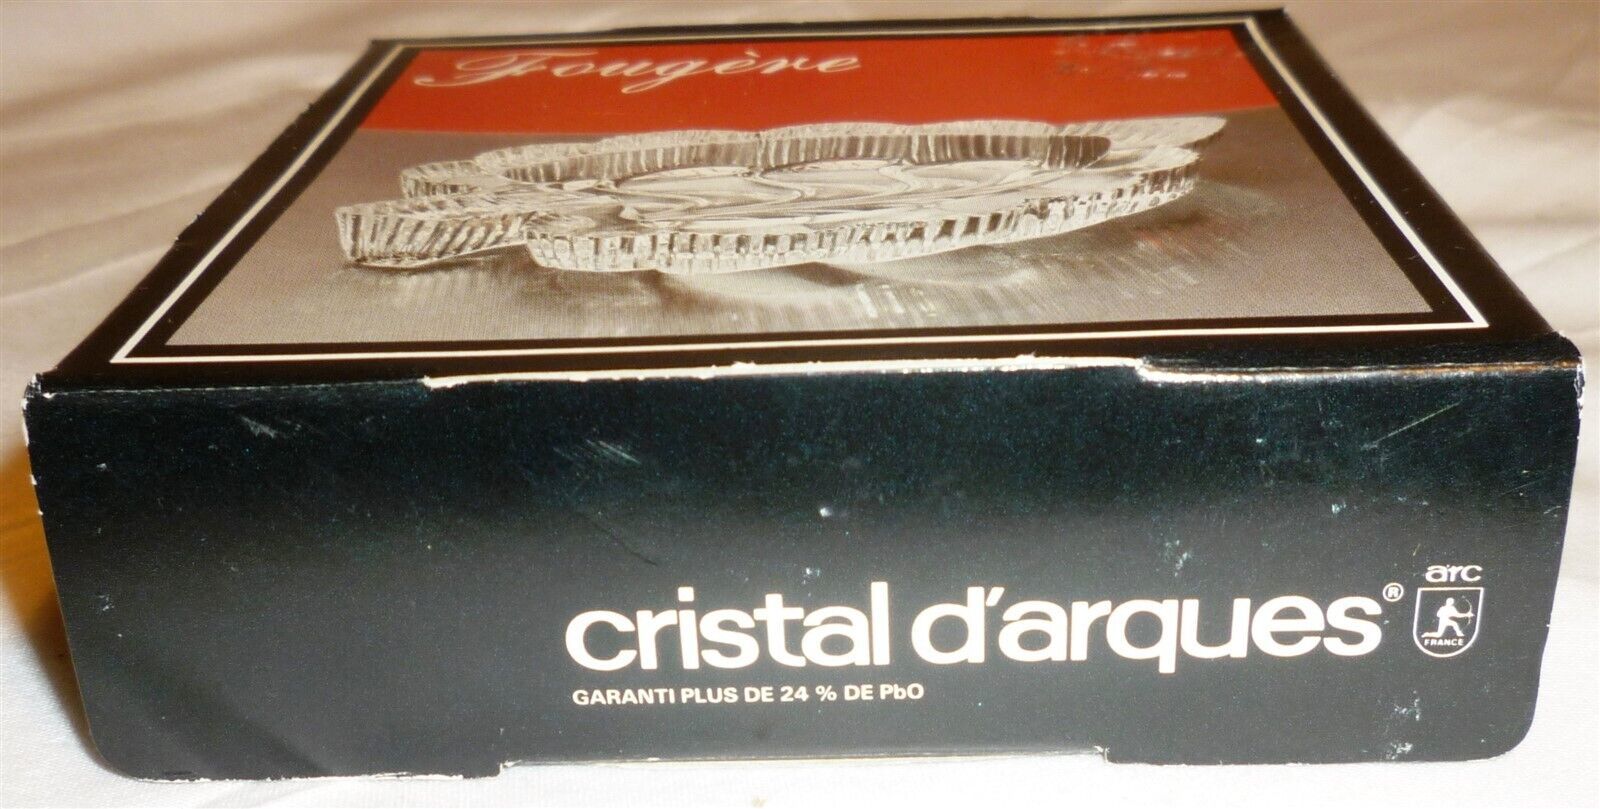 Fougère
cristal d'arques®
arc
FRANCE
GARANTI PLUS DE 24 % DE PbO